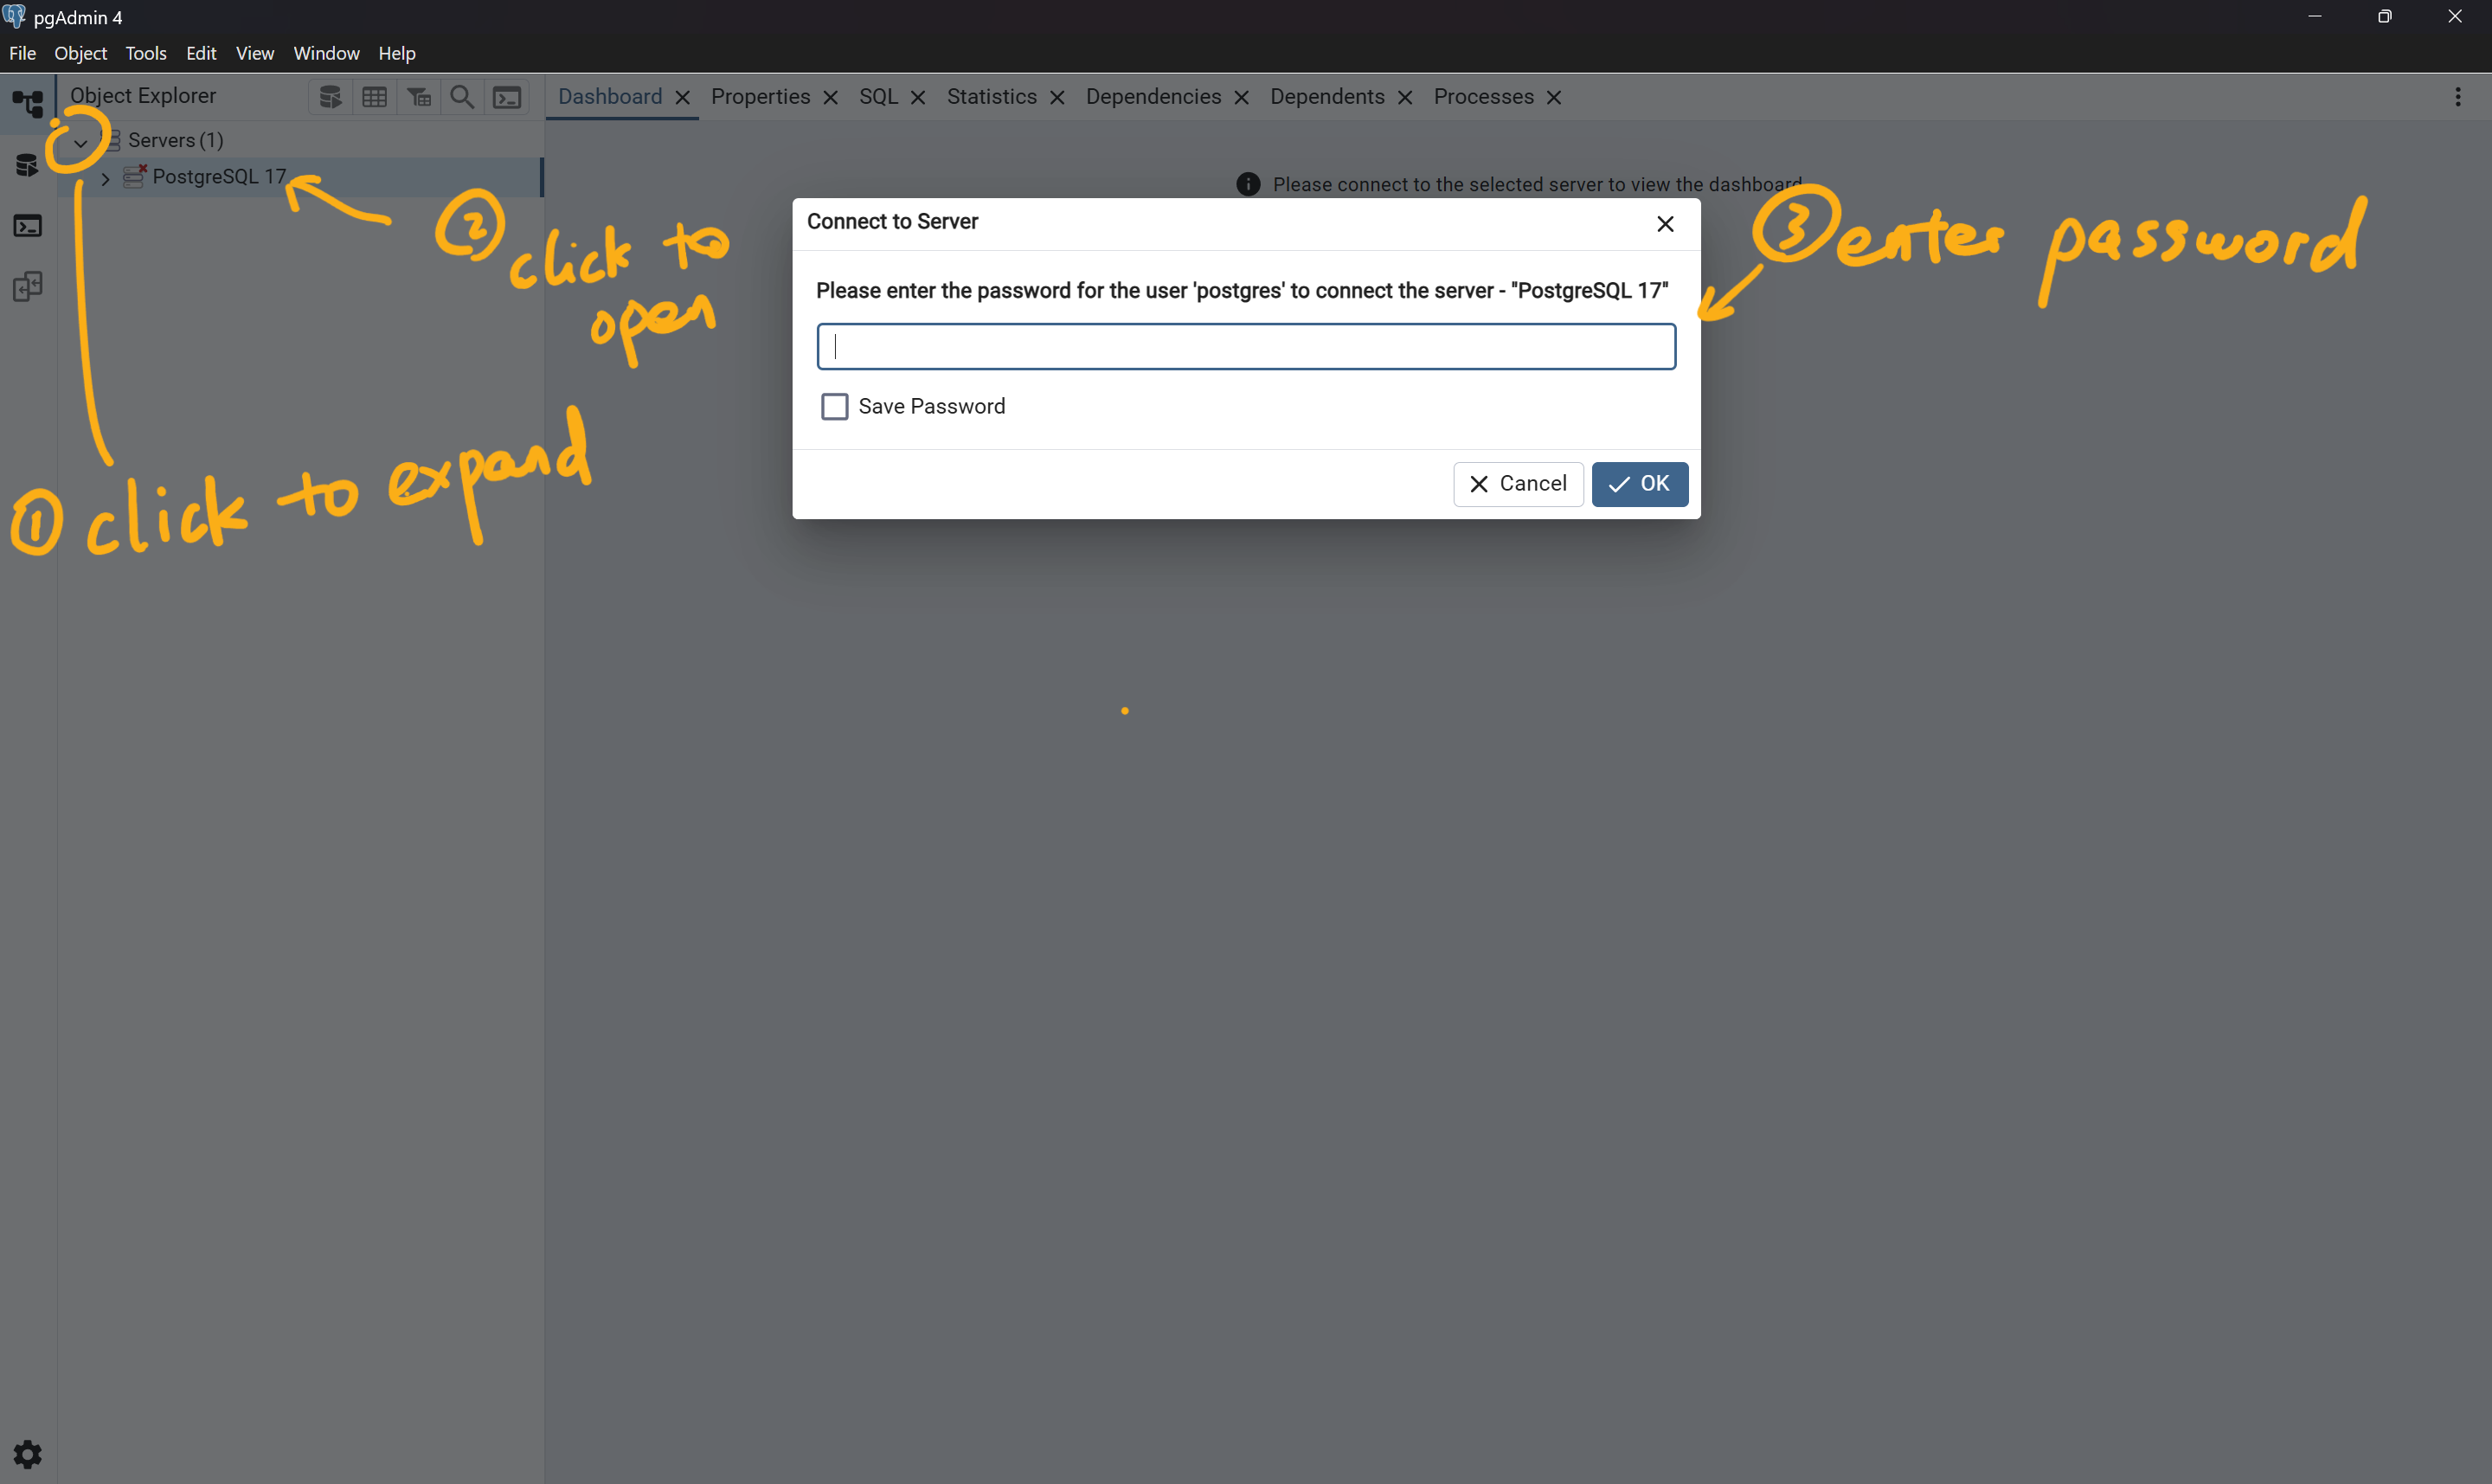 pgAdmin 4
File Object Tools Edit View Window Help
Object Explorer
Dashboard Properties SQL Statistics Dependencies Dependents Processes
Servers (1)
PostgreSQL 17
Please connect to the selected server to view the dashboard.
② click to
open
① click to expand
Connect to Server
Please enter the password for the user 'postgres' to connect the server - "PostgreSQL 17"
Save Password
Cancel OK
③ enter password